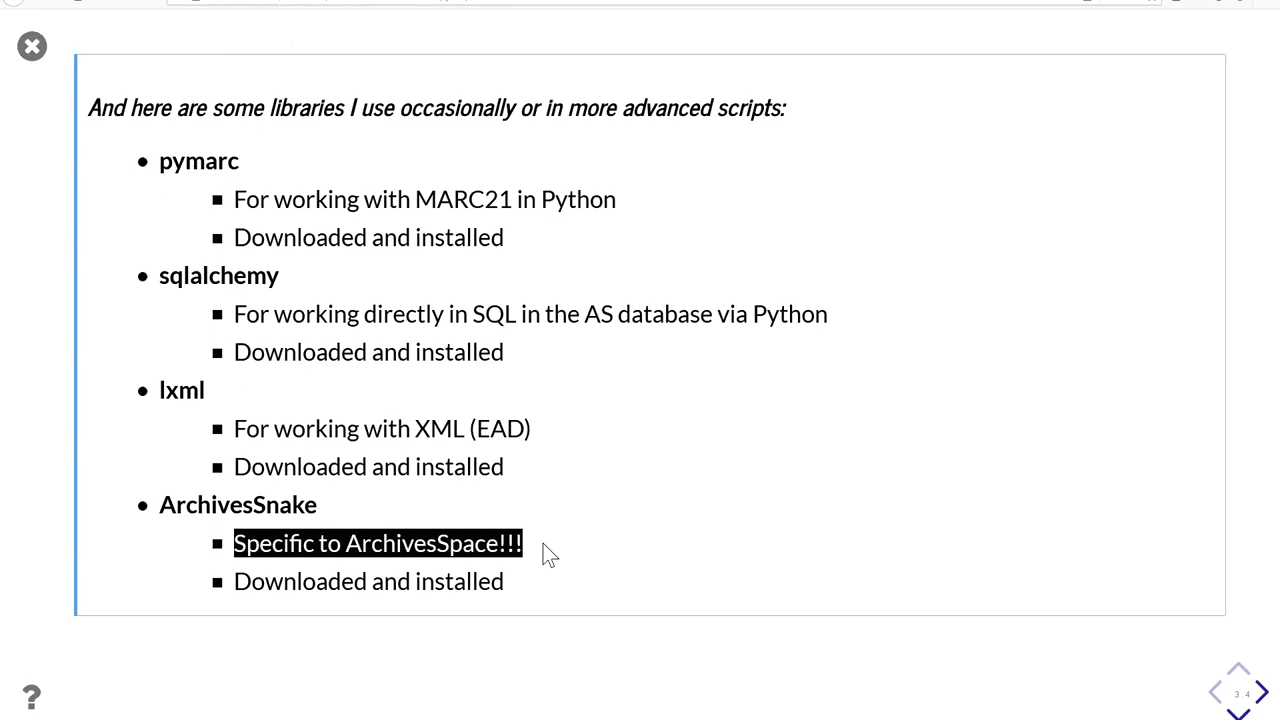 And here are some libraries I use occasionally or in more advanced scripts:
pymarc
For working with MARC21 in Python
Downloaded and installed
sqlalchemy
For working directly in SQL in the AS database via Python
Downloaded and installed
lxml
For working with XML (EAD)
Downloaded and installed
ArchivesSnake
Specific to ArchivesSpace!!!
Downloaded and installed
?
3.4